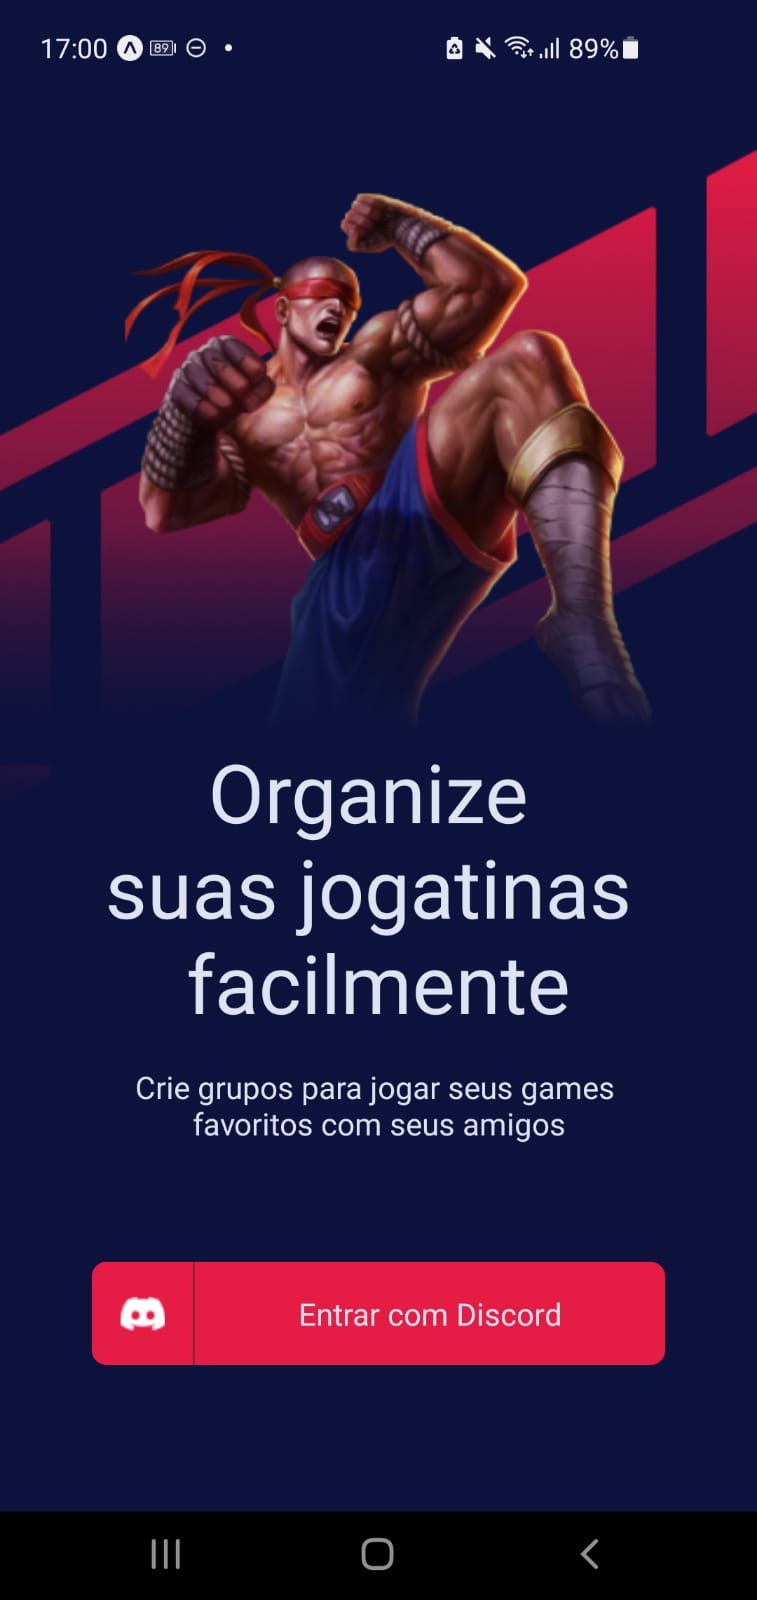 17:00 89 89%
Organize
suas jogatinas
facilmente
Crie grupos para jogar seus games
favoritos com seus amigos
Entrar com Discord